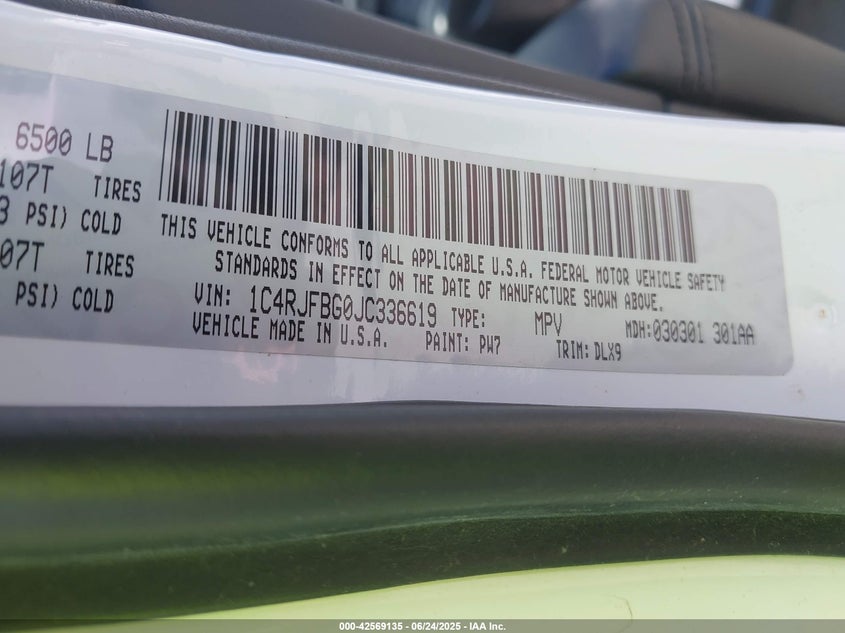 6500 LB
107T TIRES
3 PSI) COLD
07T TIRES
PSI) COLD
THIS VEHICLE CONFORMS TO ALL APPLICABLE U.S.A. FEDERAL MOTOR VEHICLE SAFETY
STANDARDS IN EFFECT ON THE DATE OF MANUFACTURE SHOWN ABOVE.
VIN: 1C4RJFBG0JC336619 TYPE: MPV MDH:030301 301AA
VEHICLE MADE IN U.S.A. PAINT: PW7 TRIM: DLX9
000-42569135 - 06/24/2025 - IAA Inc.